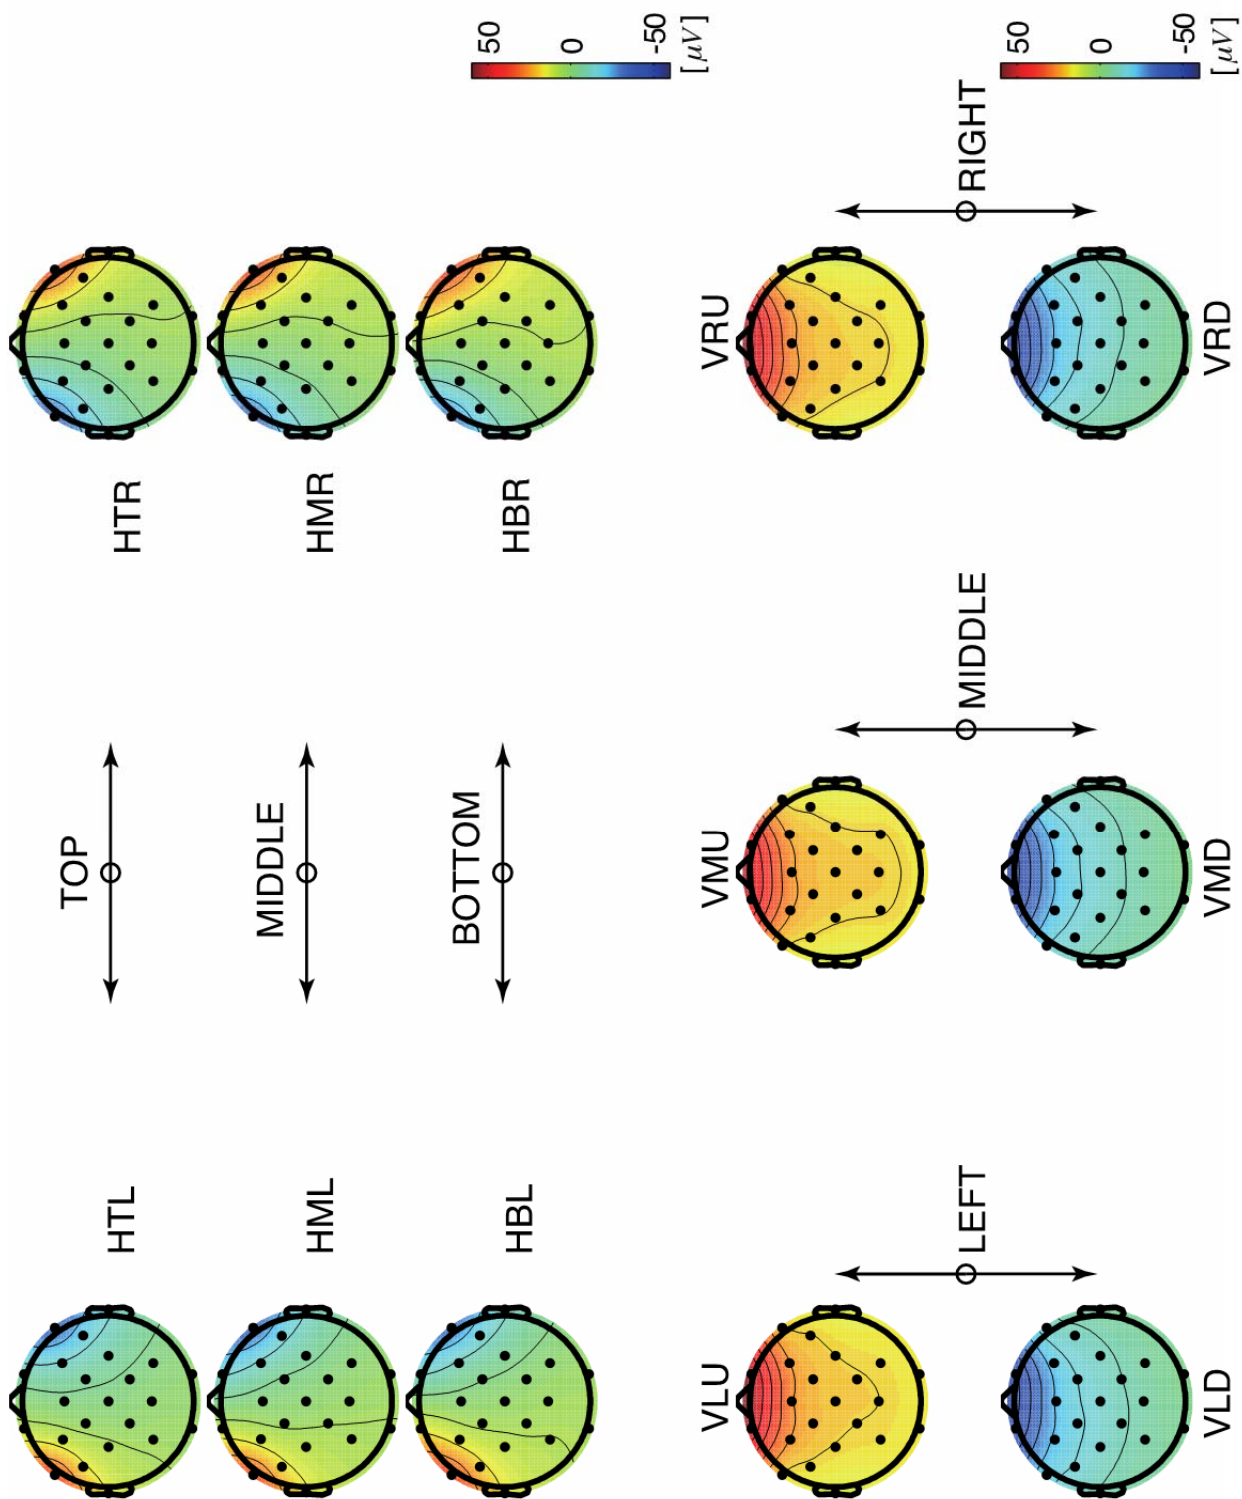 TOP
HTL
HTR
MIDDLE
HML
HMR
BOTTOM
HBL
HBR
50
0
-50
[μV]
VLU
VMU
VRU
LEFT
MIDDLE
RIGHT
VLD
VMD
VRD
50
0
-50
[μV]